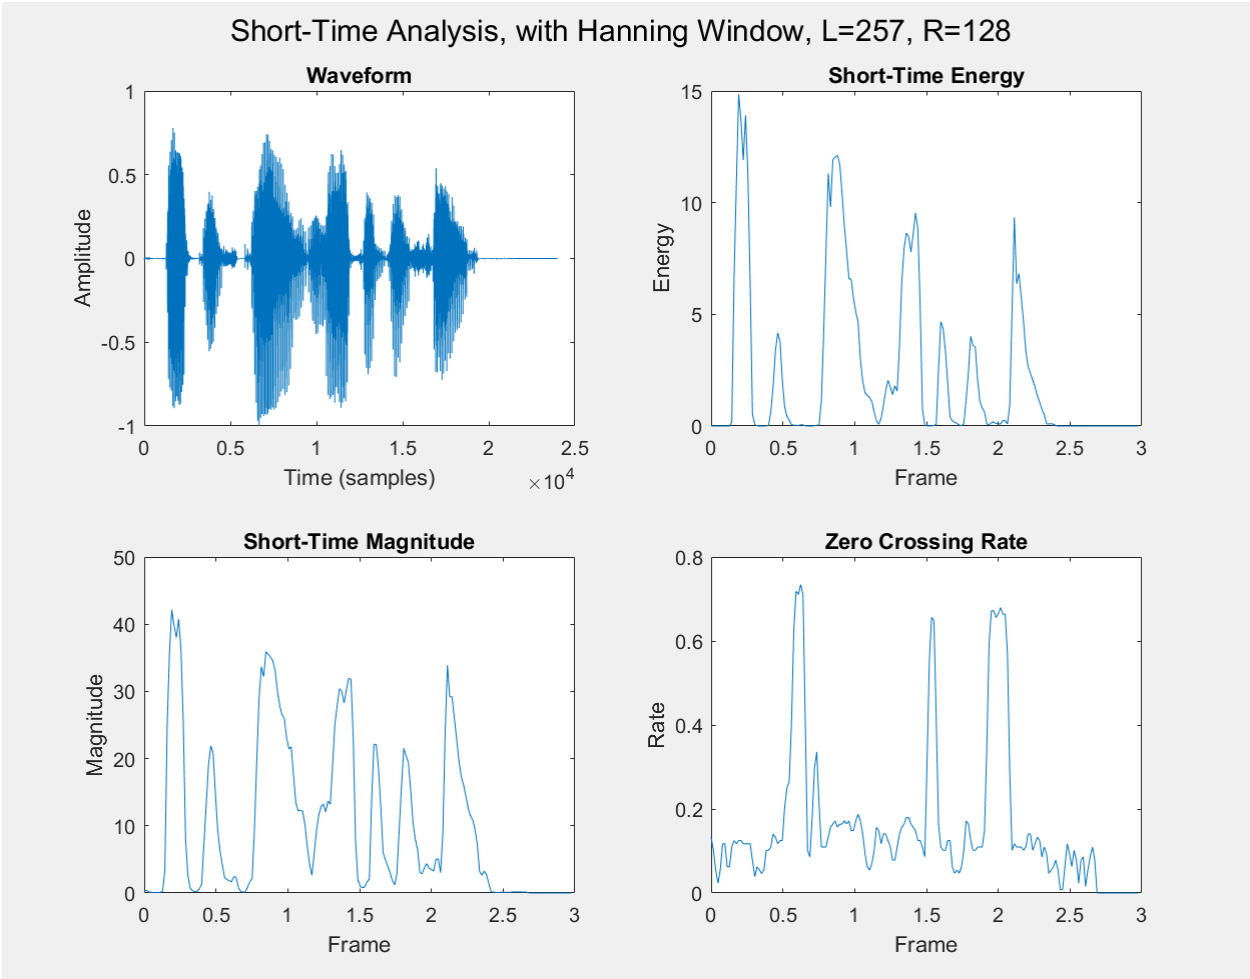 Short-Time Analysis, with Hanning Window, L=257, R=128
Waveform
1
0.5
0
-0.5
-1
Amplitude
0 0.5 1 1.5 2 2.5
Time (samples)
×10⁴
Short-Time Energy
15
10
5
0
Energy
0 0.5 1 1.5 2 2.5 3
Frame
Short-Time Magnitude
50
40
30
20
10
0
Magnitude
0 0.5 1 1.5 2 2.5 3
Frame
Zero Crossing Rate
0.8
0.6
0.4
0.2
0
Rate
0 0.5 1 1.5 2 2.5 3
Frame